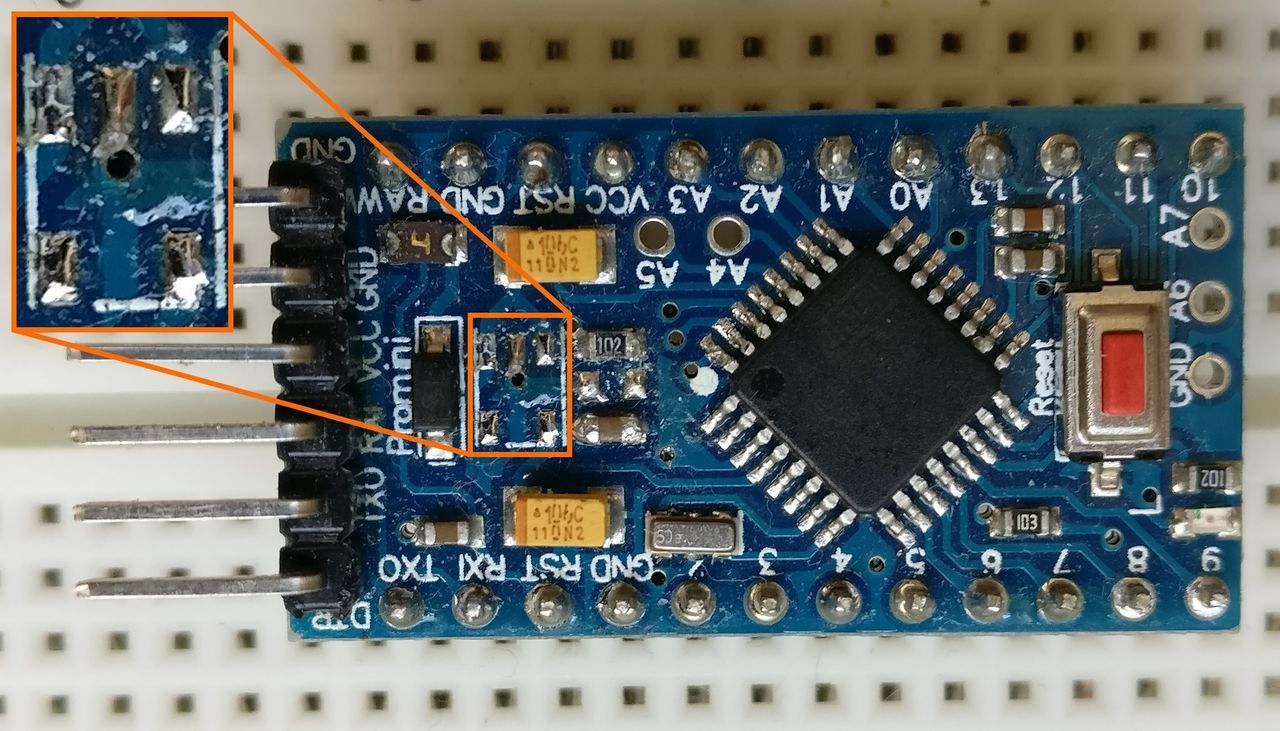 GND
RAW GND RST VCC A3 A2 A1 A0 13 12 11 10
4
106C
110N2
A5 A4
A7
A6
GND
GND
VCC
RXI
TXO
DTR
Promini
102
Reset
106C
110N2
103
102
L
TXO RXI RST GND 2 3 4 5 6 7 8 9